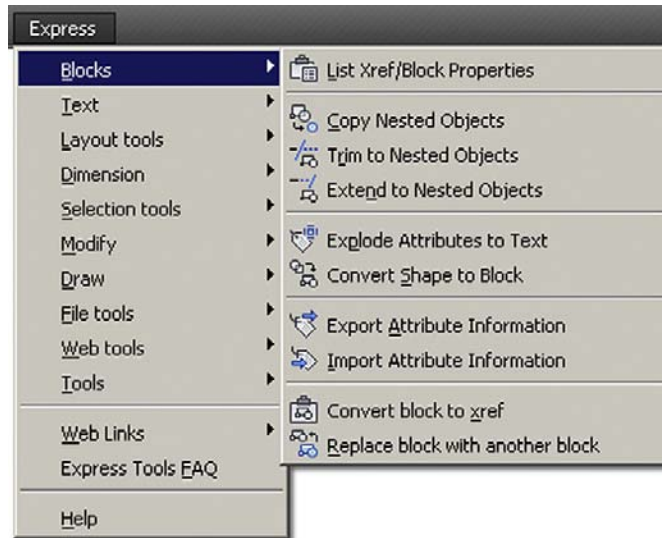 Express
Blocks
Text
Layout tools
Dimension
Selection tools
Modify
Draw
File tools
Web tools
Tools
Web Links
Express Tools FAQ
Help
List Xref/Block Properties
Copy Nested Objects
Trim to Nested Objects
Extend to Nested Objects
Explode Attributes to Text
Convert Shape to Block
Export Attribute Information
Import Attribute Information
Convert block to xref
Replace block with another block